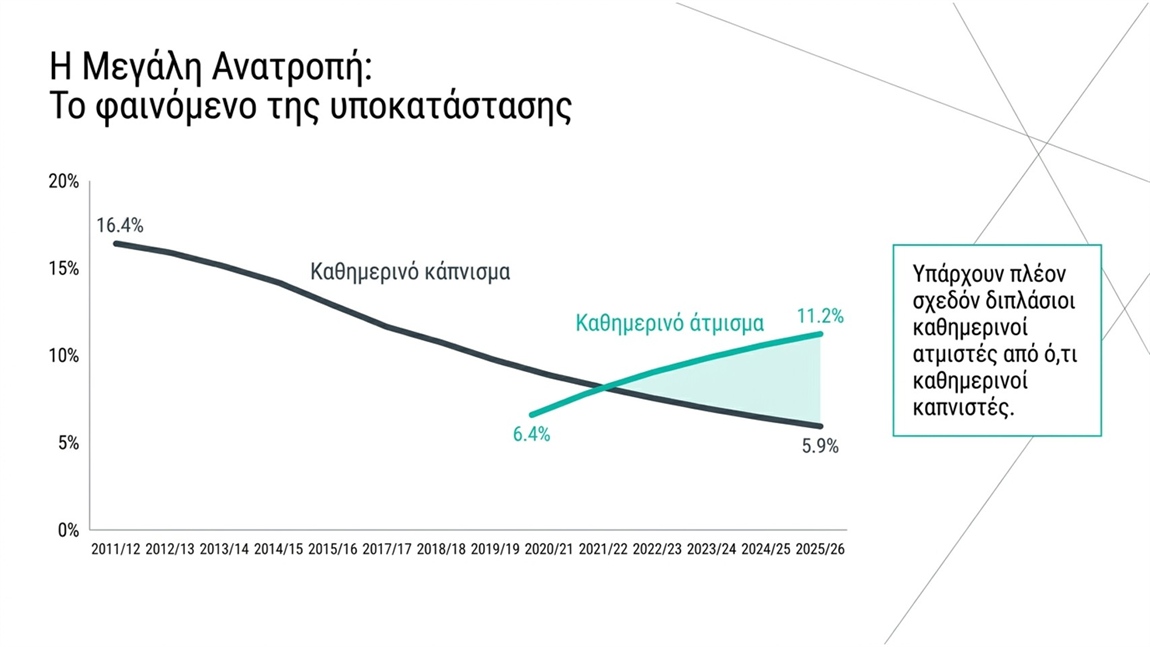 Η Μεγάλη Ανατροπή:
Το φαινόμενο της υποκατάστασης
20%
16.4%
15%
Καθημερινό κάπνισμα
Καθημερινό άτμισμα
11.2%
10%
6.4%
5%
5.9%
0%
2011/12 2012/13 2013/14 2014/15 2015/16 2017/17 2018/18 2019/19 2020/21 2021/22 2022/23 2023/24 2024/25 2025/26
Υπάρχουν πλέον
σχεδόν διπλάσιοι
καθημερινοί
ατμιστές από ό,τι
καθημερινοί
καπνιστές.